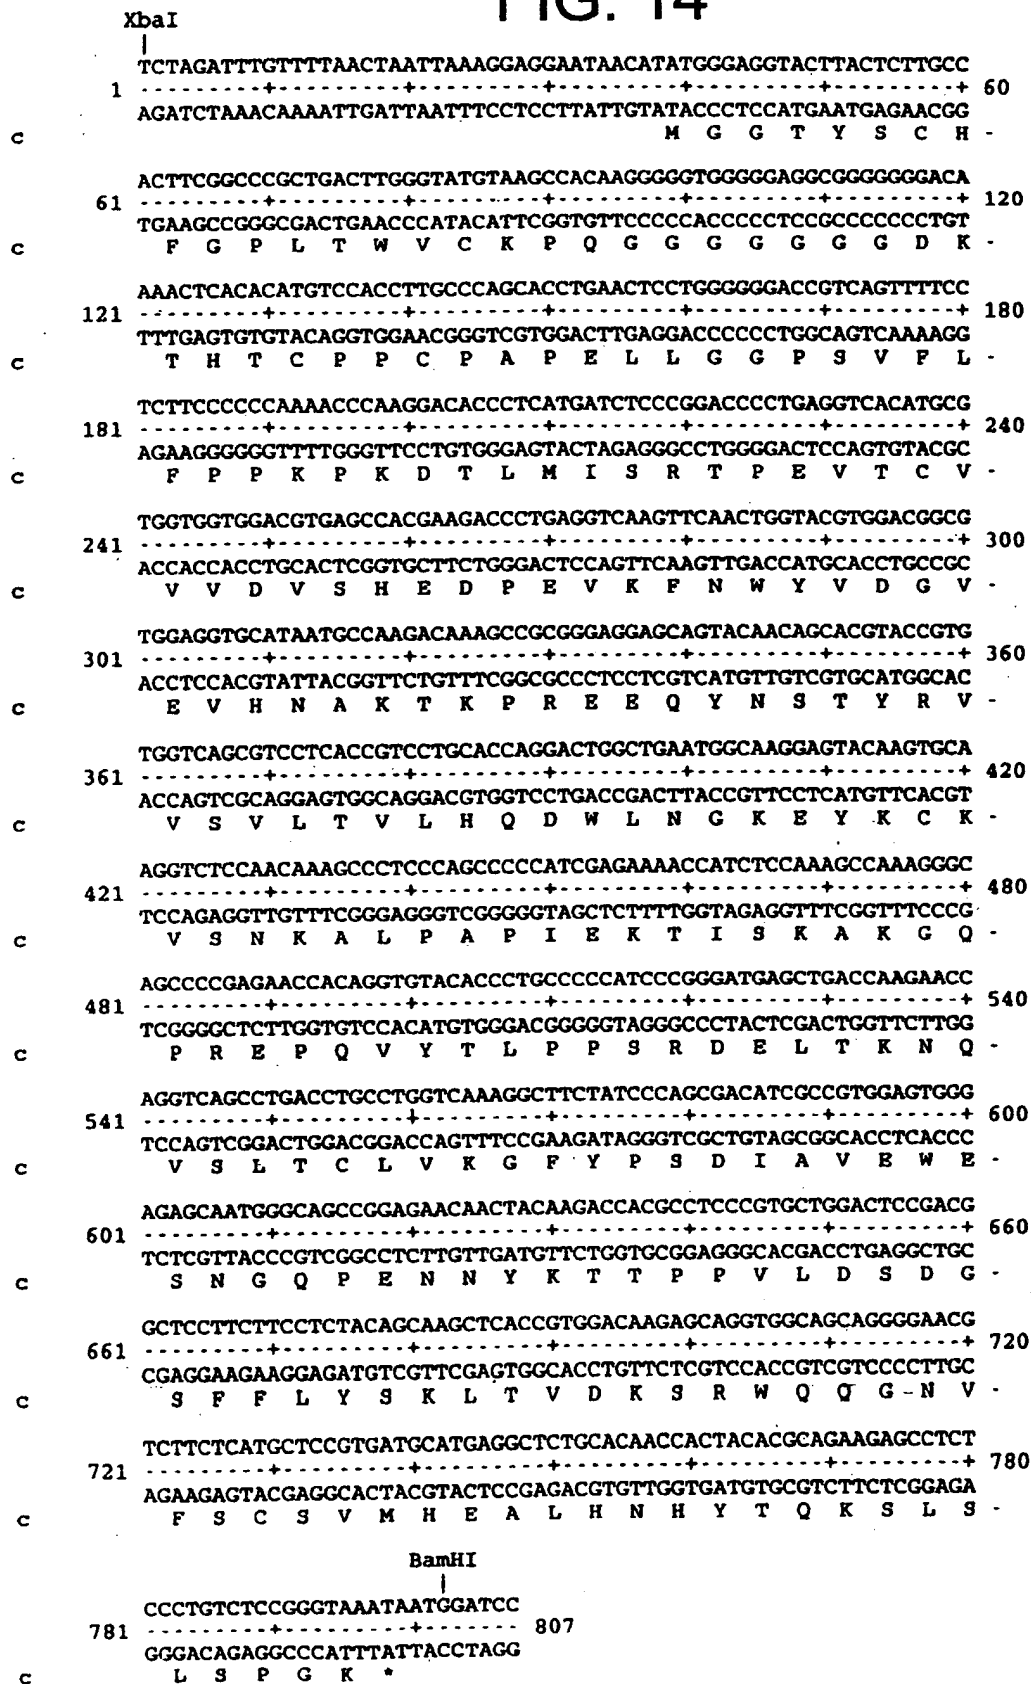 FIG. 14
XbaI
TCTAGATTTGTTTTAACTAATTAAAGGAGGAATAACATATGGGAGGTACTTACTCTTGCC
1 ---------+---------+---------+---------+---------+---------+ 60
AGATCTAAACAAAATTGATTAATTTCCTCCTTATTGTATACCCTCCATGAATGAGAACGG
c M G G T Y S C H -
ACTTCGGCCCGCTGACTTGGGTATGTAAGCCACAAGGGGGTGGGGGAGGCGGGGGGGACA
61 ---------+---------+---------+---------+---------+---------+ 120
TGAAGCCGGGCGACTGAACCCATACATTCGGTGTTCCCCCACCCCCTCCGCCCCCCCTGT
c F G P L T W V C K P Q G G G G G G G D K -
AAACTCACACATGTCCACCTTGCCCAGCACCTGAACTCCTGGGGGGACCGTCAGTTTTCC
121 ---------+---------+---------+---------+---------+---------+ 180
TTTGAGTGTGTACAGGTGGAACGGGTCGTGGACTTGAGGACCCCCCTGGCAGTCAAAAGG
c T H T C P P C P A P E L L G G P S V F L -
TCTTCCCCCCAAAACCCAAGGACACCCTCATGATCTCCCGGACCCCTGAGGTCACATGCG
181 ---------+---------+---------+---------+---------+---------+ 240
AGAAGGGGGGTTTTGGGTTCCTGTGGGAGTACTAGAGGGCCTGGGGACTCCAGTGTACGC
c F P P K P K D T L M I S R T P E V T C V -
TGGTGGTGGACGTGAGCCACGAAGACCCTGAGGTCAAGTTCAACTGGTACGTGGACGGCG
241 ---------+---------+---------+---------+---------+---------+ 300
ACCACCACCTGCACTCGGTGCTTCTGGGACTCCAGTTCAAGTTGACCATGCACCTGCCGC
c V V D V S H E D P E V K F N W Y V D G V -
TGGAGGTGCATAATGCCAAGACAAAGCCGCGGGAGGAGCAGTACAACAGCACGTACCGTG
301 ---------+---------+---------+---------+---------+---------+ 360
ACCTCCACGTATTACGGTTCTGTTTCGGCGCCCTCCTCGTCATGTTGTCGTGCATGGCAC
c E V H N A K T K P R E E Q Y N S T Y R V -
TGGTCAGCGTCCTCACCGTCCTGCACCAGGACTGGCTGAATGGCAAGGAGTACAAGTGCA
361 ---------+---------+---------+---------+---------+---------+ 420
ACCAGTCGCAGGAGTGGCAGGACGTGGTCCTGACCGACTTACCGTTCCTCATGTTCACGT
c V S V L T V L H Q D W L N G K E Y K C K -
AGGTCTCCAACAAAGCCCTCCCAGCCCCCATCGAGAAAACCATCTCCAAAGCCAAAGGGC
421 ---------+---------+---------+---------+---------+---------+ 480
TCCAGAGGTTGTTTCGGGAGGGTCGGGGGTAGCTCTTTTGGTAGAGGTTTCGGTTTCCCG
c V S N K A L P A P I E K T I S K A K G Q -
AGCCCCGAGAACCACAGGTGTACACCCTGCCCCCATCCCGGGATGAGCTGACCAAGAACC
481 ---------+---------+---------+---------+---------+---------+ 540
TCGGGGCTCTTGGTGTCCACATGTGGGACGGGGGTAGGGCCCTACTCGACTGGTTCTTGG
c P R E P Q V Y T L P P S R D E L T K N Q -
AGGTCAGCCTGACCTGCCTGGTCAAAGGCTTCTATCCCAGCGACATCGCCGTGGAGTGGG
541 ---------+---------+---------+---------+---------+---------+ 600
TCCAGTCGGACTGGACGGACCAGTTTCCGAAGATAGGGTCGCTGTAGCGGCACCTCACCC
c V S L T C L V K G F Y P S D I A V E W E -
AGAGCAATGGGCAGCCGGAGAACAACTACAAGACCACGCCTCCCGTGCTGGACTCCGACG
601 ---------+---------+---------+---------+---------+---------+ 660
TCTCGTTACCCGTCGGCCTCTTGTTGATGTTCTGGTGCGGAGGGCACGACCTGAGGCTGC
c S N G Q P E N N Y K T T P P V L D S D G -
GCTCCTTCTTCCTCTACAGCAAGCTCACCGTGGACAAGAGCAGGTGGCAGCAGGGGAACG
661 ---------+---------+---------+---------+---------+---------+ 720
CGAGGAAGAAGGAGATGTCGTTCGAGTGGCACCTGTTCTCGTCCACCGTCGTCCCCTTGC
c S F F L Y S K L T V D K S R W Q Q G N V -
TCTTCTCATGCTCCGTGATGCATGAGGCTCTGCACAACCACTACACGCAGAAGAGCCTCT
721 ---------+---------+---------+---------+---------+---------+ 780
AGAAGAGTACGAGGCACTACGTACTCCGAGACGTGTTGGTGATGTGCGTCTTCTCGGAGA
c F S C S V M H E A L H N H Y T Q K S L S -
BamHI
CCCTGTCTCCGGGTAAATAATGGATCC
781 ---------+---------+------- 807
GGGACAGAGGCCCATTTATTACCTAGG
c L S P G K *